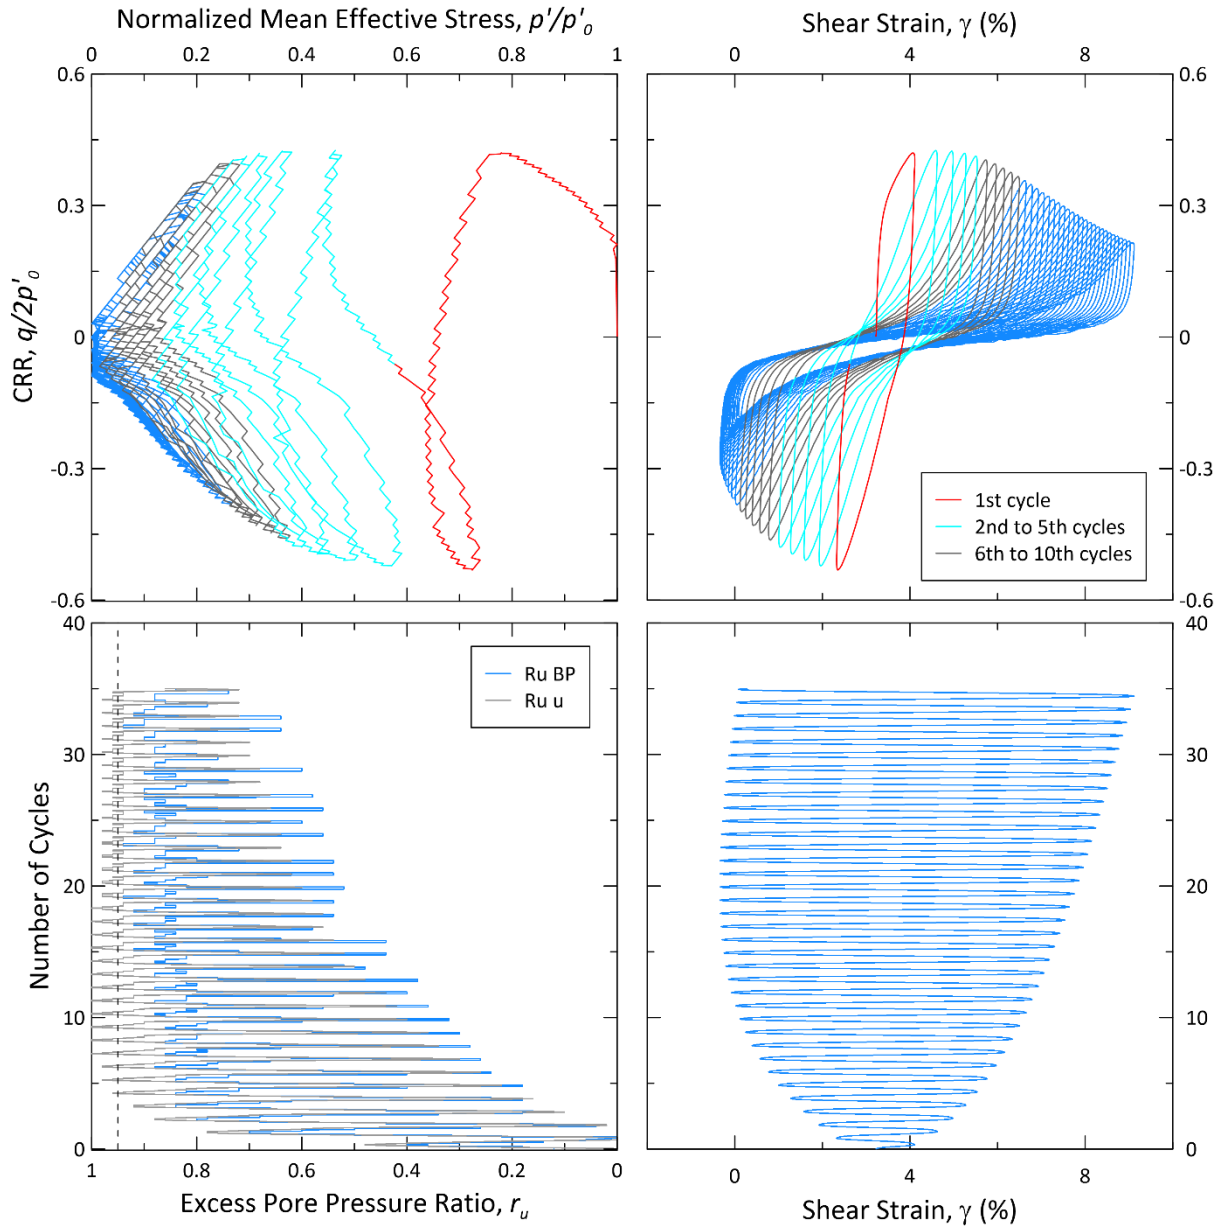 Normalized Mean Effective Stress, p'/p'₀
Shear Strain, γ (%)
0 0.2 0.4 0.6 0.8 1
0 4 8
0.6
0.3
0
-0.3
-0.6
CRR, q/2p'₀
0.6
0.3
0
-0.3
-0.6
1st cycle
2nd to 5th cycles
6th to 10th cycles
40
30
20
10
0
Number of Cycles
Ru BP
Ru u
40
30
20
10
0
1 0.8 0.6 0.4 0.2 0
0 4 8
Excess Pore Pressure Ratio, rᵤ
Shear Strain, γ (%)